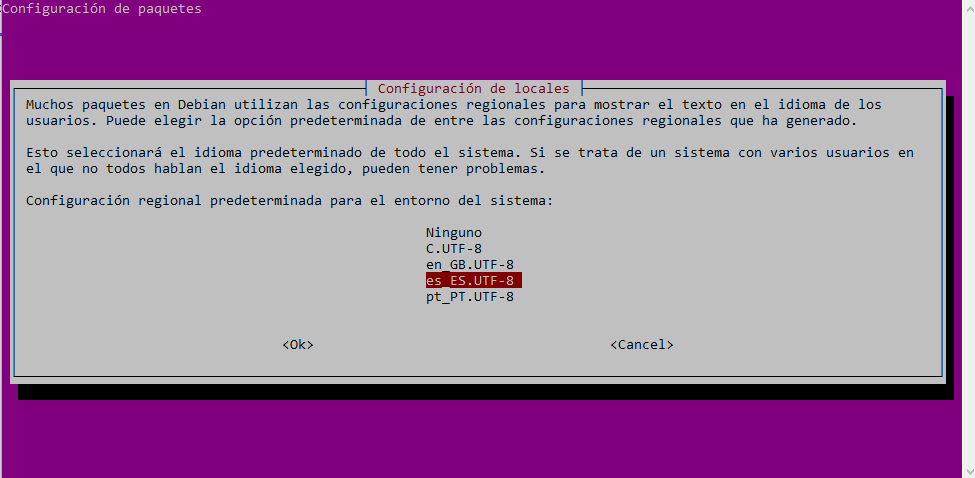 Configuración de paquetes
Configuración de locales
Muchos paquetes en Debian utilizan las configuraciones regionales para mostrar el texto en el idioma de los
usuarios. Puede elegir la opción predeterminada de entre las configuraciones regionales que ha generado.
Esto seleccionará el idioma predeterminado de todo el sistema. Si se trata de un sistema con varios usuarios en
el que no todos hablan el idioma elegido, pueden tener problemas.
Configuración regional predeterminada para el entorno del sistema:
Ninguno
C.UTF-8
en_GB.UTF-8
es_ES.UTF-8
pt_PT.UTF-8
<Ok> <Cancel>